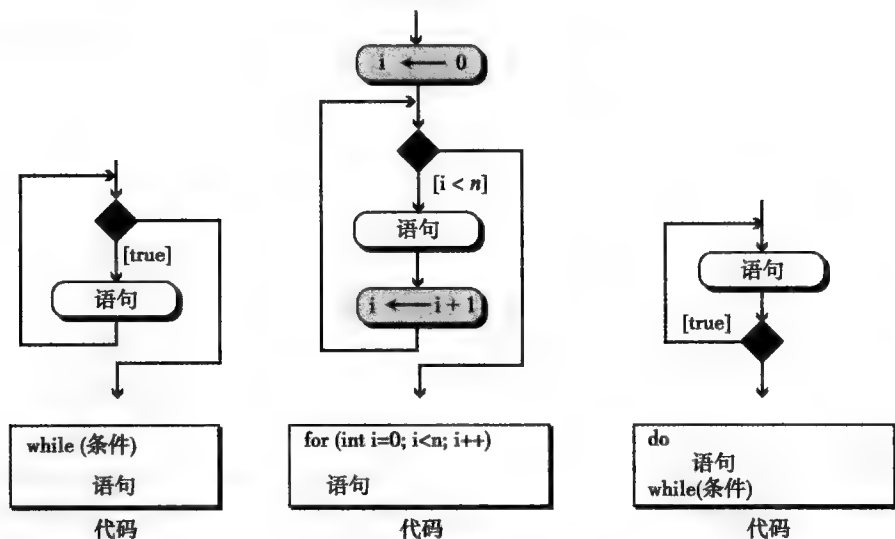 [true]
语句
while (条件)
语句
代码
i ← 0
[i < n]
语句
i ← i + 1
for (int i=0; i<n; i++)
语句
代码
语句
[true]
do
语句
while(条件)
代码